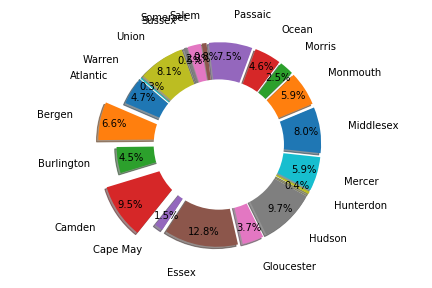 Salem
Passaic
Somerset
Sussex
Ocean
Union
Morris
Warren
Monmouth
Atlantic
Bergen
Middlesex
Burlington
Mercer
Hunterdon
Camden
Hudson
Cape May
Gloucester
Essex
7.5%
4.6%
2.5%
5.9%
8.0%
5.9%
0.4%
9.7%
3.7%
12.8%
1.5%
9.5%
4.5%
6.6%
4.7%
0.3%
8.1%